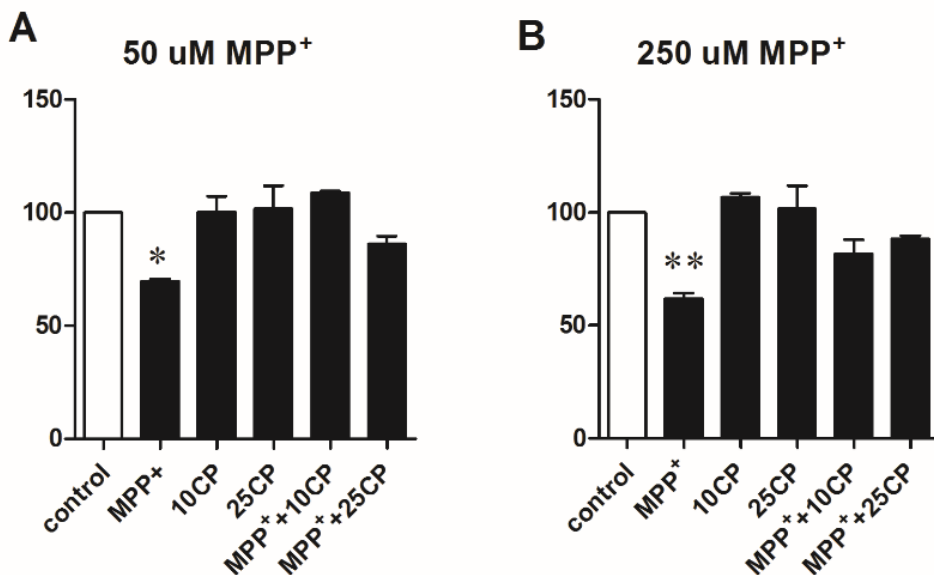 A
50 uM MPP⁺
150
100
50
0
*
control
MPP+
10CP
25CP
MPP⁺+10CP
MPP⁺+25CP
B
250 uM MPP⁺
150
100
50
0
**
control
MPP⁺
10CP
25CP
MPP⁺+10CP
MPP⁺+25CP